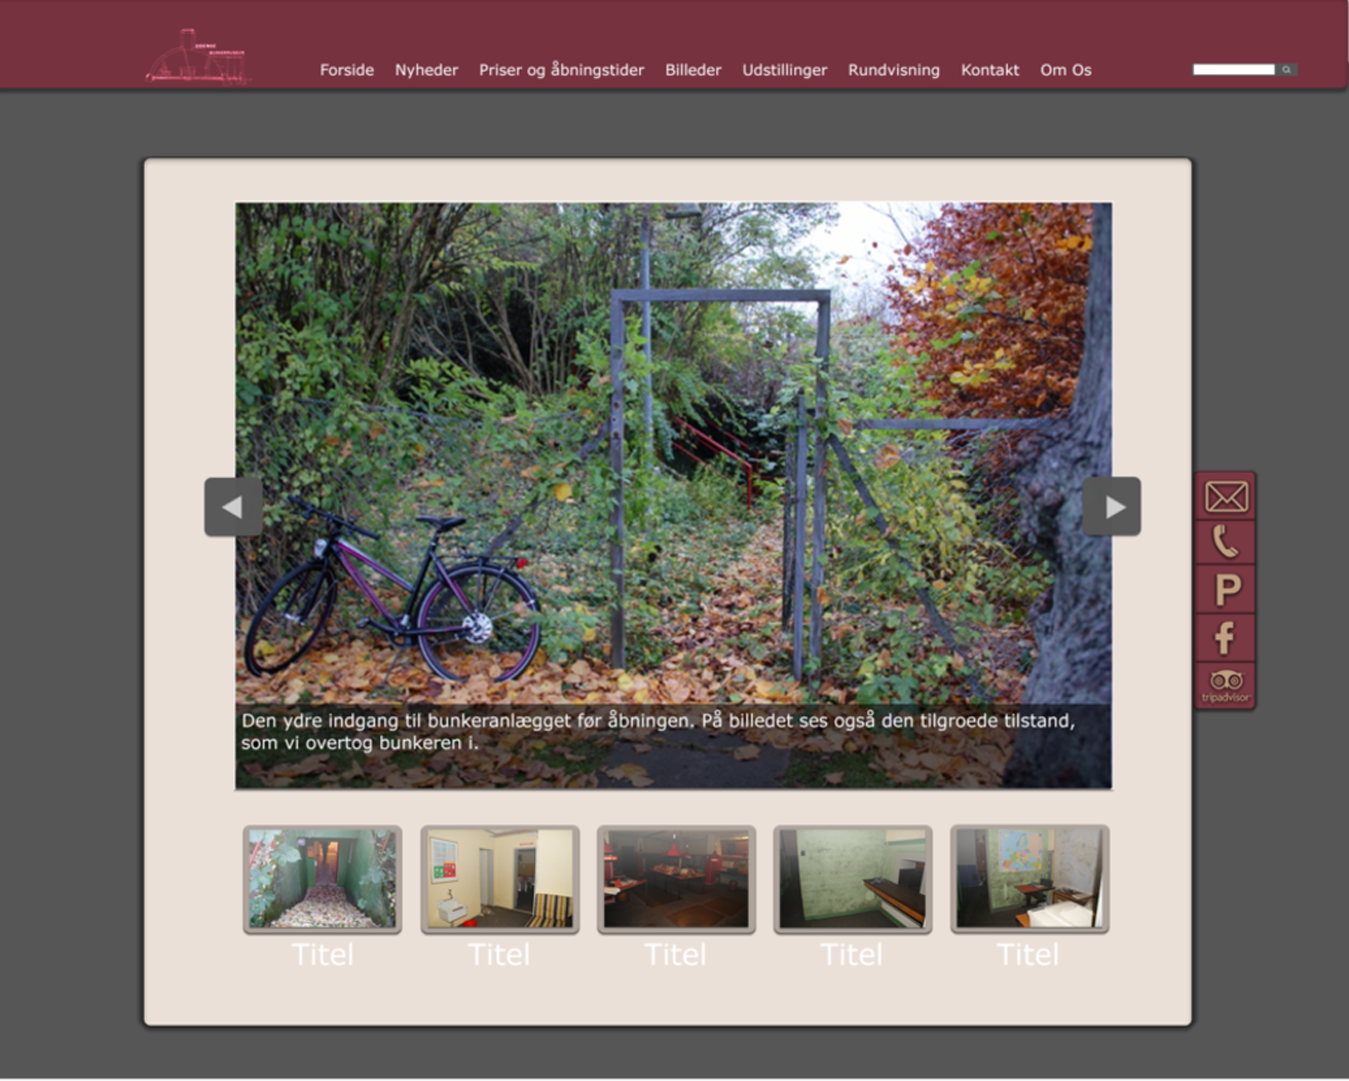 Forside Nyheder Priser og åbningstider Billeder Udstillinger Rundvisning Kontakt Om Os
P
f
tripadvisor
Den ydre indgang til bunkeranlægget før åbningen. På billedet ses også den tilgroede tilstand,
som vi overtog bunkeren i.
Titel Titel Titel Titel Titel